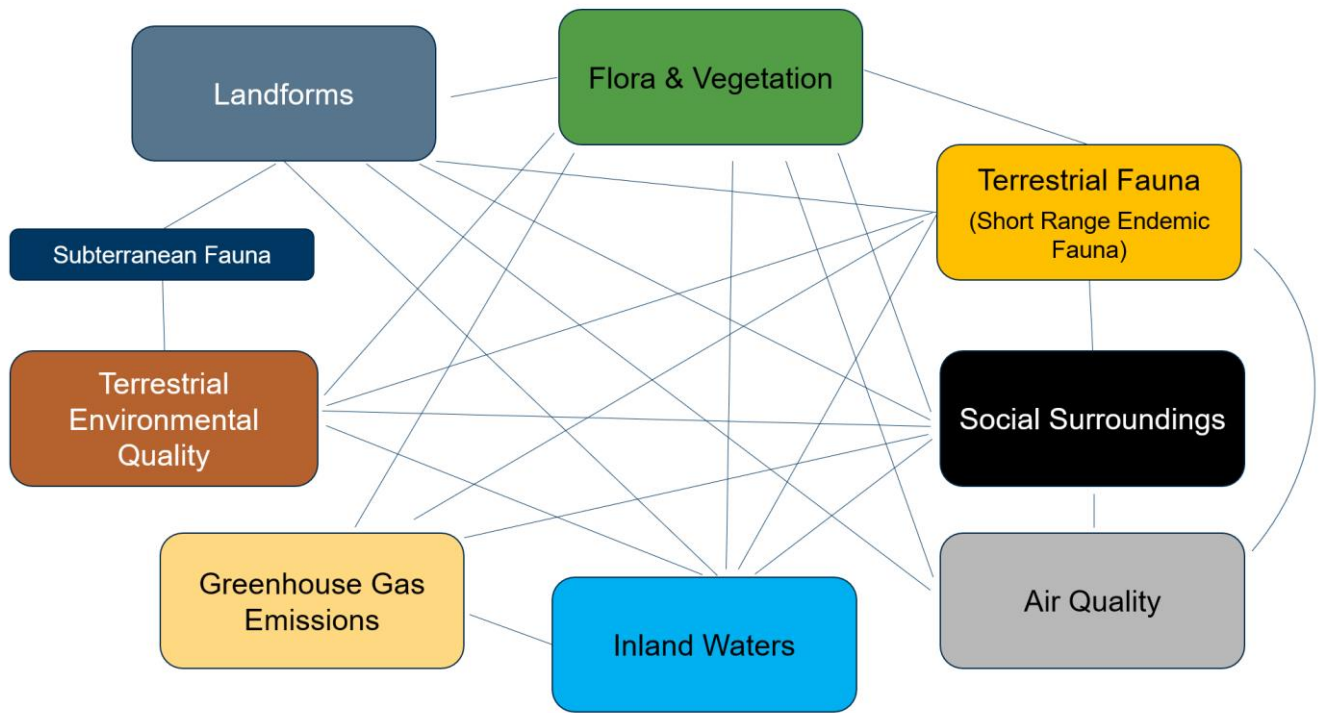 Landforms
Flora & Vegetation
Terrestrial Fauna
(Short Range Endemic
Fauna)
Subterranean Fauna
Terrestrial
Environmental
Quality
Social Surroundings
Greenhouse Gas
Emissions
Inland Waters
Air Quality